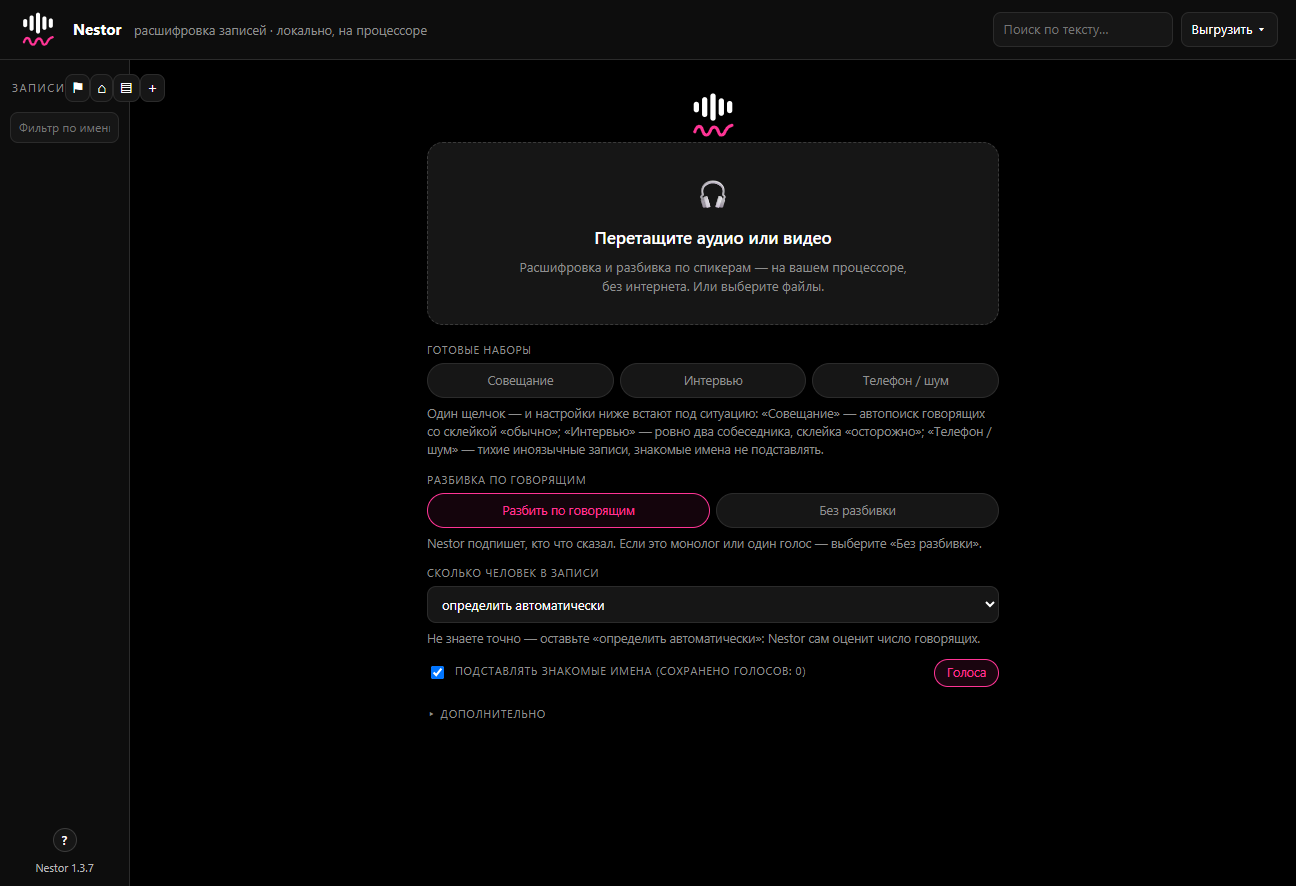 Nestor
расшифровка записей · локально, на процессоре
Поиск по тексту...
Выгрузить
ЗАПИСИ
+
Фильтр по имен
Перетащите аудио или видео
Расшифровка и разбивка по спикерам — на вашем процессоре,
без интернета. Или выберите файлы.
ГОТОВЫЕ НАБОРЫ
Совещание
Интервью
Телефон / шум
Один щелчок — и настройки ниже встают под ситуацию: «Совещание» — автопоиск говорящих
со склейкой «обычно»; «Интервью» — ровно два собеседника, склейка «осторожно»; «Телефон /
шум» — тихие иноязычные записи, знакомые имена не подставлять.
РАЗБИВКА ПО ГОВОРЯЩИМ
Разбить по говорящим
Без разбивки
Nestor подпишет, кто что сказал. Если это монолог или один голос — выберите «Без разбивки».
СКОЛЬКО ЧЕЛОВЕК В ЗАПИСИ
определить автоматически
Не знаете точно — оставьте «определить автоматически»: Nestor сам оценит число говорящих.
ПОДСТАВЛЯТЬ ЗНАКОМЫЕ ИМЕНА (СОХРАНЕНО ГОЛОСОВ: 0)
Голоса
ДОПОЛНИТЕЛЬНО
?
Nestor 1.3.7